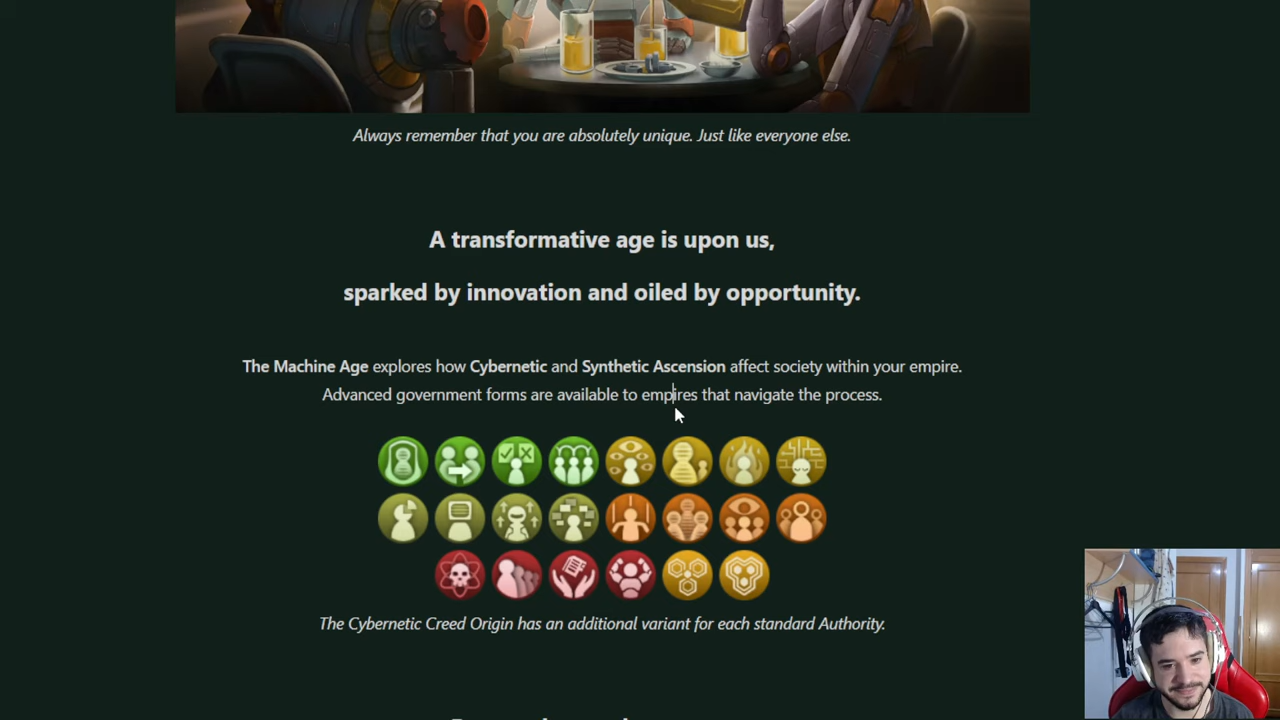 Always remember that you are absolutely unique. Just like everyone else.
A transformative age is upon us,
sparked by innovation and oiled by opportunity.
The Machine Age explores how Cybernetic and Synthetic Ascension affect society within your empire.
Advanced government forms are available to empires that navigate the process.
The Cybernetic Creed Origin has an additional variant for each standard Authority.